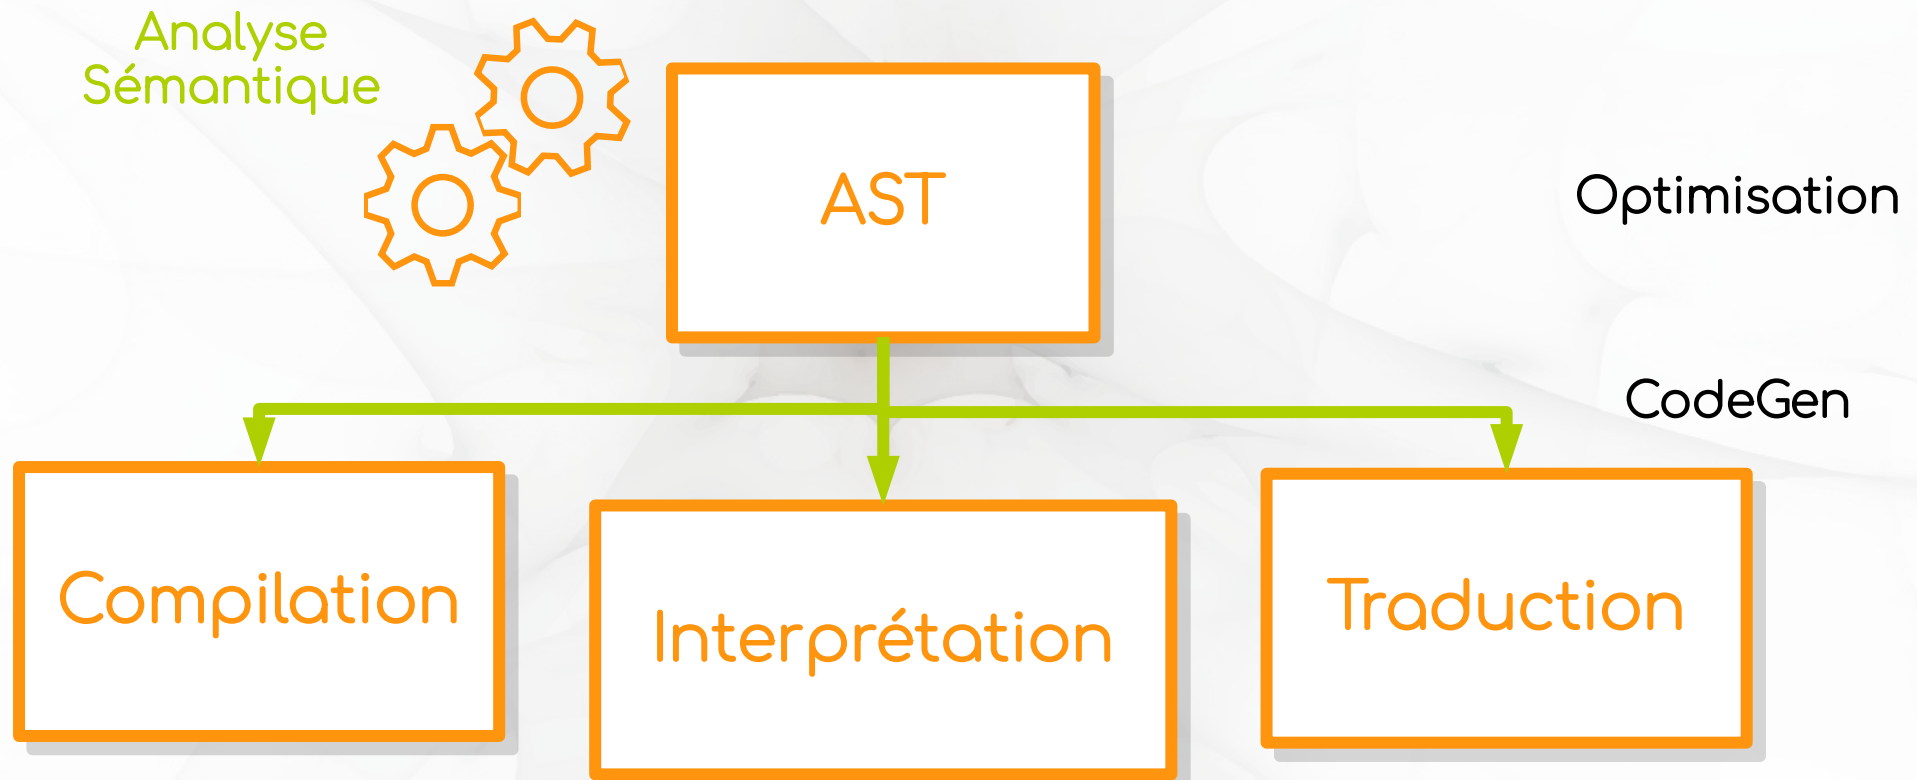 Analyse
Sémantique
AST
Optimisation
CodeGen
Compilation
Interprétation
Traduction